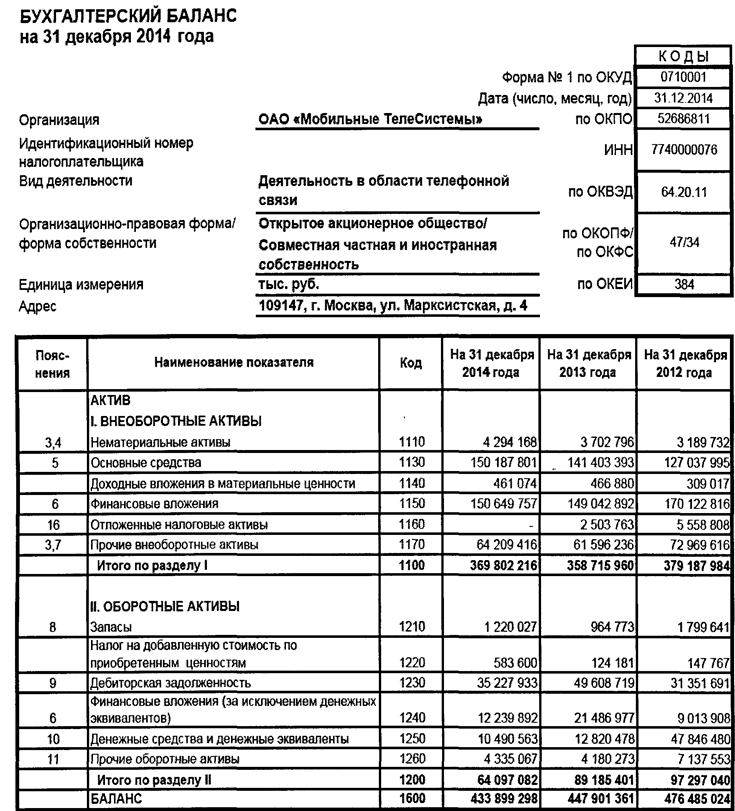 БУХГАЛТЕРСКИЙ БАЛАНС
на 31 декабря 2014 года
КОДЫ
Форма № 1 по ОКУД 0710001
Дата (число, месяц, год) 31.12.2014
Организация ОАО «Мобильные ТелеСистемы» по ОКПО 52686811
Идентификационный номер
налогоплательщика ИНН 7740000076
Вид деятельности Деятельность в области телефонной
связи по ОКВЭД 64.20.11
Организационно-правовая форма/ Открытое акционерное общество/ по ОКОПФ/
форма собственности Совместная частная и иностранная по ОКФС 47/34
собственность
Единица измерения тыс. руб. по ОКЕИ 384
Адрес 109147, г. Москва, ул. Марксистская, д. 4
Пояс- На 31 декабря На 31 декабря На 31 декабря
нения Наименование показателя Код 2014 года 2013 года 2012 года
АКТИВ
I. ВНЕОБОРОТНЫЕ АКТИВЫ
3,4 Нематериальные активы 1110 4 294 168 3 702 796 3 189 732
5 Основные средства 1130 150 187 801 141 403 393 127 037 995
Доходные вложения в материальные ценности 1140 461 074 466 880 309 017
6 Финансовые вложения 1150 150 649 757 149 042 892 170 122 816
16 Отложенные налоговые активы 1160 - 2 503 763 5 558 808
3,7 Прочие внеоборотные активы 1170 64 209 416 61 596 236 72 969 616
Итого по разделу I 1100 369 802 216 358 715 960 379 187 984
II. ОБОРОТНЫЕ АКТИВЫ
8 Запасы 1210 1 220 027 964 773 1 799 641
Налог на добавленную стоимость по
приобретенным ценностям 1220 583 600 124 181 147 767
9 Дебиторская задолженность 1230 35 227 933 49 608 719 31 351 691
Финансовые вложения (за исключением денежных
6 эквивалентов) 1240 12 239 892 21 486 977 9 013 908
10 Денежные средства и денежные эквиваленты 1250 10 490 563 12 820 478 47 846 480
11 Прочие оборотные активы 1260 4 335 067 4 180 273 7 137 553
Итого по разделу II 1200 64 097 082 89 185 401 97 297 040
БАЛАНС 1600 433 899 298 447 901 361 476 485 024